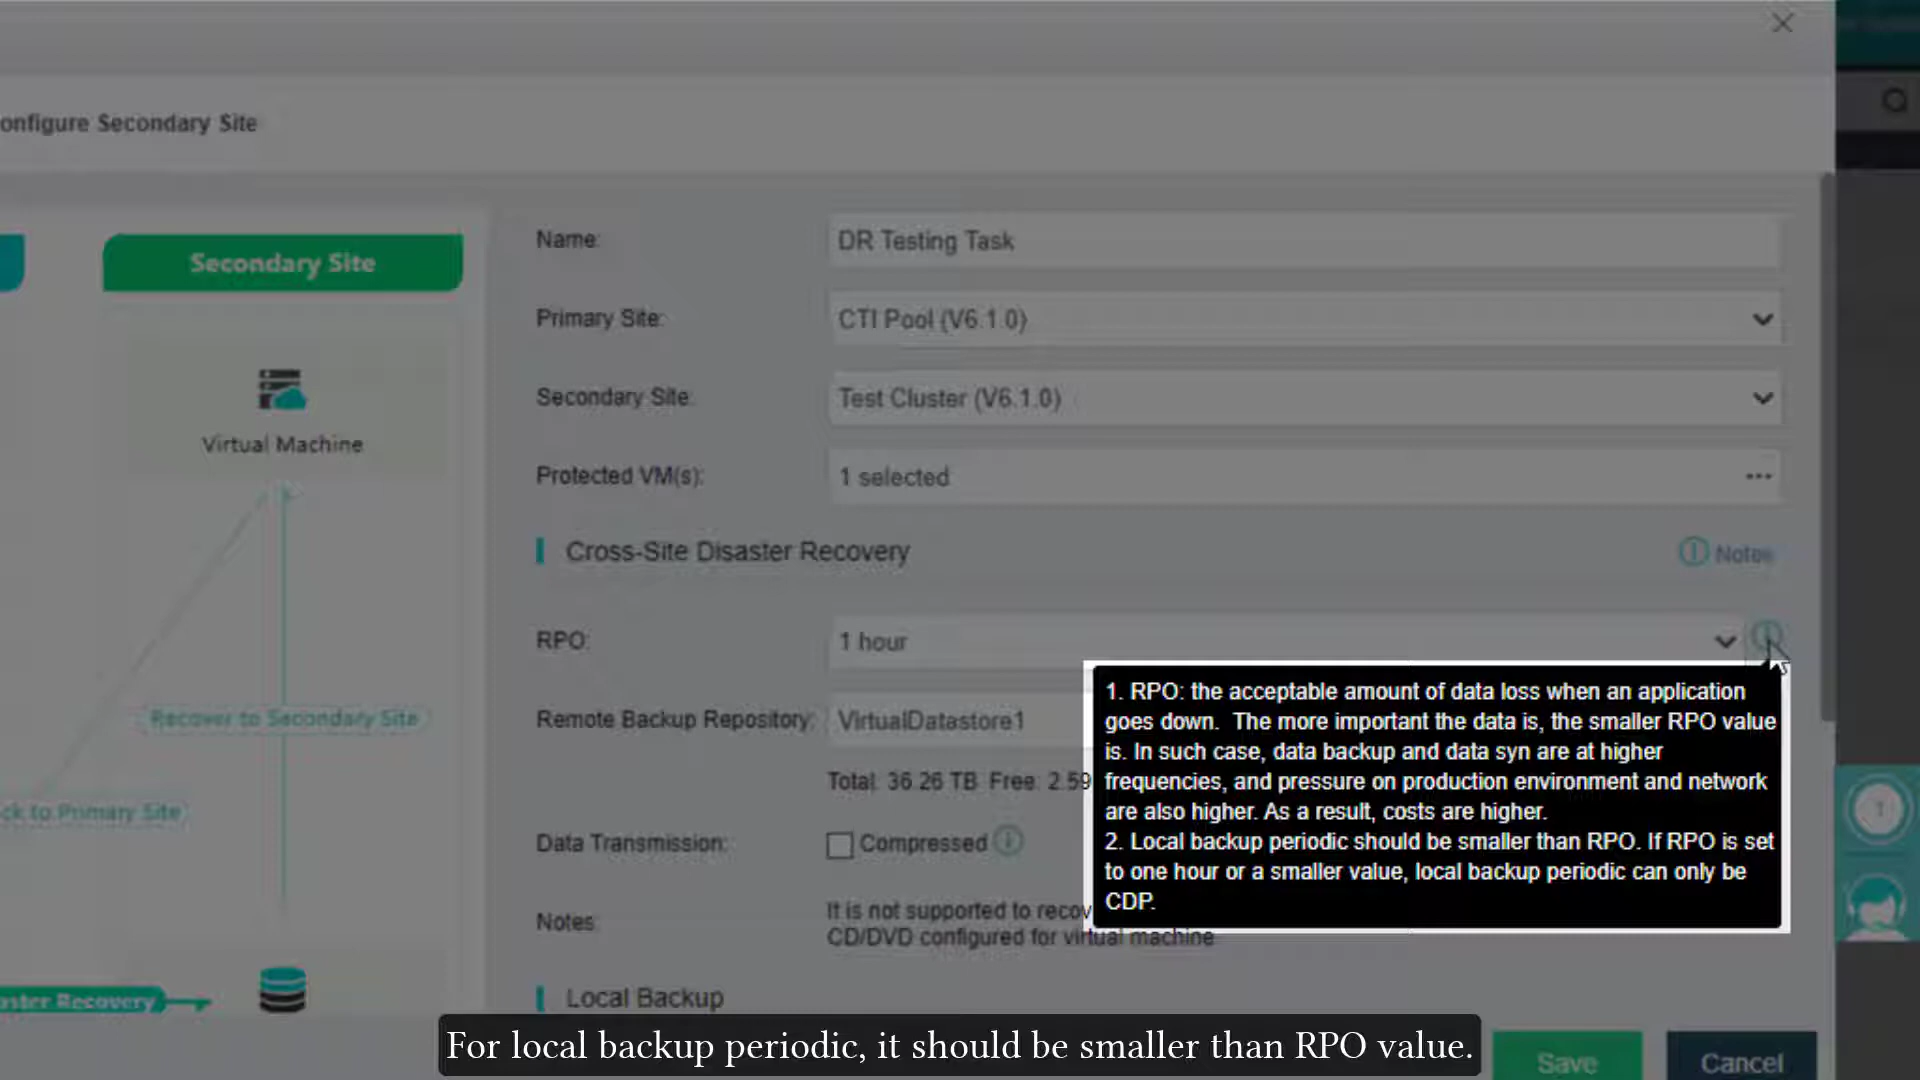 onfigure Secondary Site
Secondary Site
Virtual Machine
Recover to Secondary Site
ck to Primary Site
aster Recovery
Name:
DR Testing Task
Primary Site:
CTI Pool (V6.1.0)
Secondary Site:
Test Cluster (V6.1.0)
Protected VM(s):
1 selected
Cross-Site Disaster Recovery
Notes
RPO:
1 hour
1. RPO: the acceptable amount of data loss when an application
goes down. The more important the data is, the smaller RPO value
is. In such case, data backup and data syn are at higher
frequencies, and pressure on production environment and network
are also higher. As a result, costs are higher.
2. Local backup periodic should be smaller than RPO. If RPO is set
to one hour or a smaller value, local backup periodic can only be
CDP.
Remote Backup Repository:
VirtualDatastore1
Total: 36.26 TB Free: 2.59
Data Transmission:
Compressed
Notes:
It is not supported to recov
CD/DVD configured for virtual machine
Local Backup
For local backup periodic, it should be smaller than RPO value.
Save
Cancel